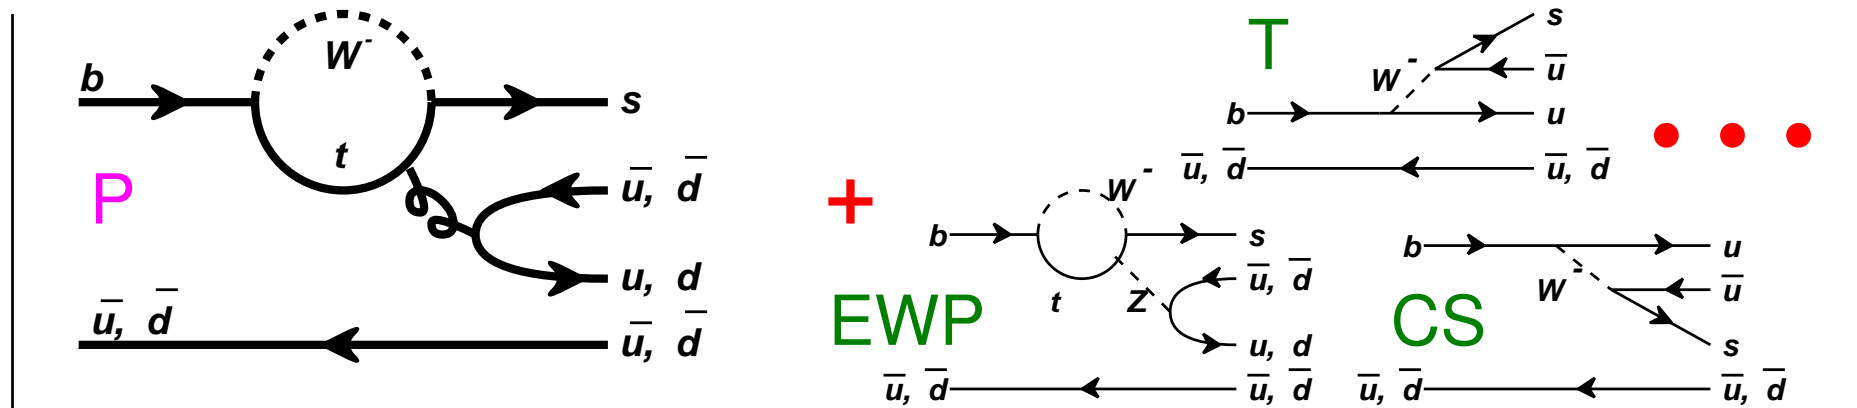 b
W⁻
t
s
P
u̅, d̅
u, d
u̅, d̅
u̅, d̅
+
T
b
W⁻
s
u̅
u
u̅, d̅
u̅, d̅
• • •
EWP
b
W⁻
t
Z
s
u̅, d̅
u, d
u̅, d̅
u̅, d̅
CS
b
W⁻
u
u̅
s
u̅, d̅
u̅, d̅